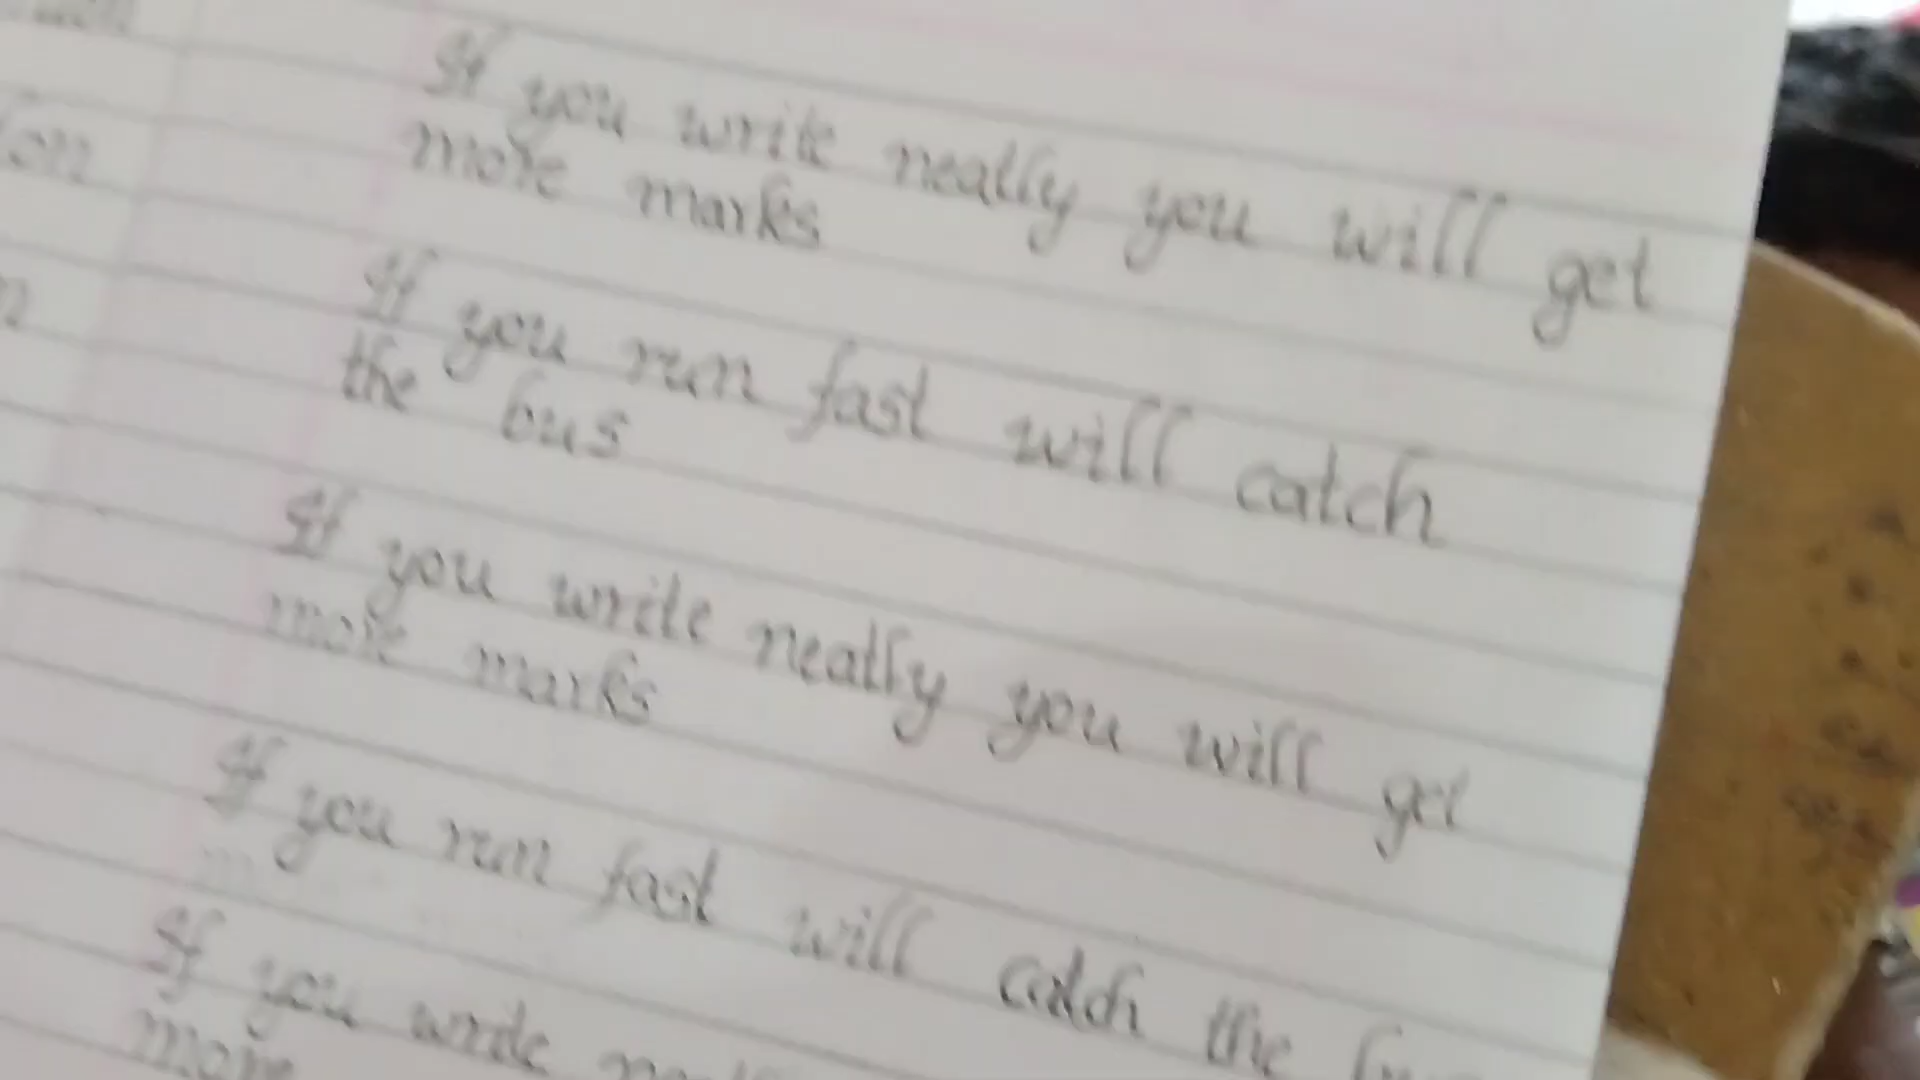 If you write neatly you will get
more marks
If you run fast will catch
the bus
If you write neatly you will get
more marks
If you run fast will catch the
If you write
more